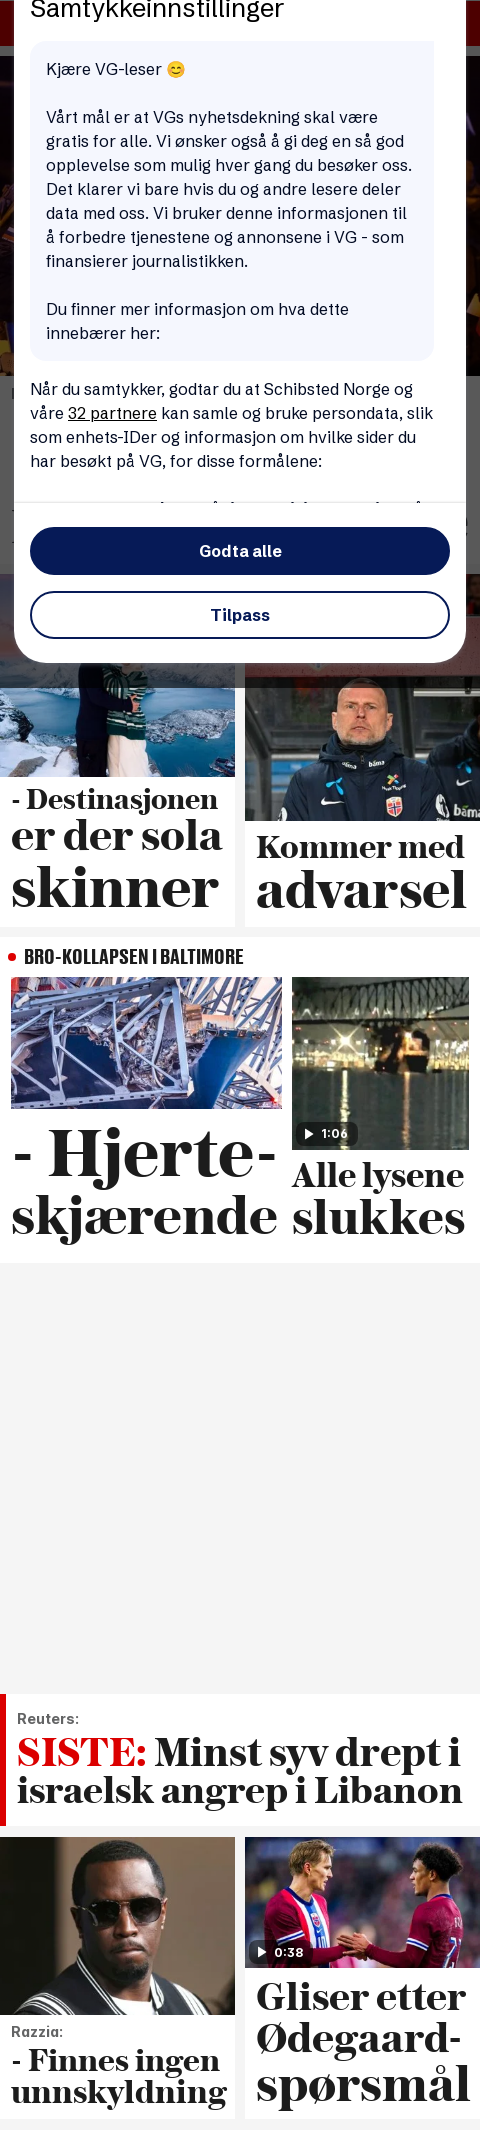 Samtykkeinnstillinger
Kjære VG-leser 😊
Vårt mål er at VGs nyhetsdekning skal være
gratis for alle. Vi ønsker også å gi deg en så god
opplevelse som mulig hver gang du besøker oss.
Det klarer vi bare hvis du og andre lesere deler
data med oss. Vi bruker denne informasjonen til
å forbedre tjenestene og annonsene i VG - som
finansierer journalistikken.
Du finner mer informasjon om hva dette
innebærer her:
Når du samtykker, godtar du at Schibsted Norge og
våre 32 partnere kan samle og bruke persondata, slik
som enhets-IDer og informasjon om hvilke sider du
har besøkt på VG, for disse formålene:
Godta alle
Tilpass
- Destinasjonen
er der sola
skinner
Kommer med
advarsel
BRO-KOLLAPSEN I BALTIMORE
1:06
- Hjerte-
skjærende
Alle lysene
slukkes
Reuters:
SISTE: Minst syv drept i
israelsk angrep i Libanon
0:38
Razzia:
- Finnes ingen
unnskyldning
Gliser etter
Ødegaard-
spørsmål